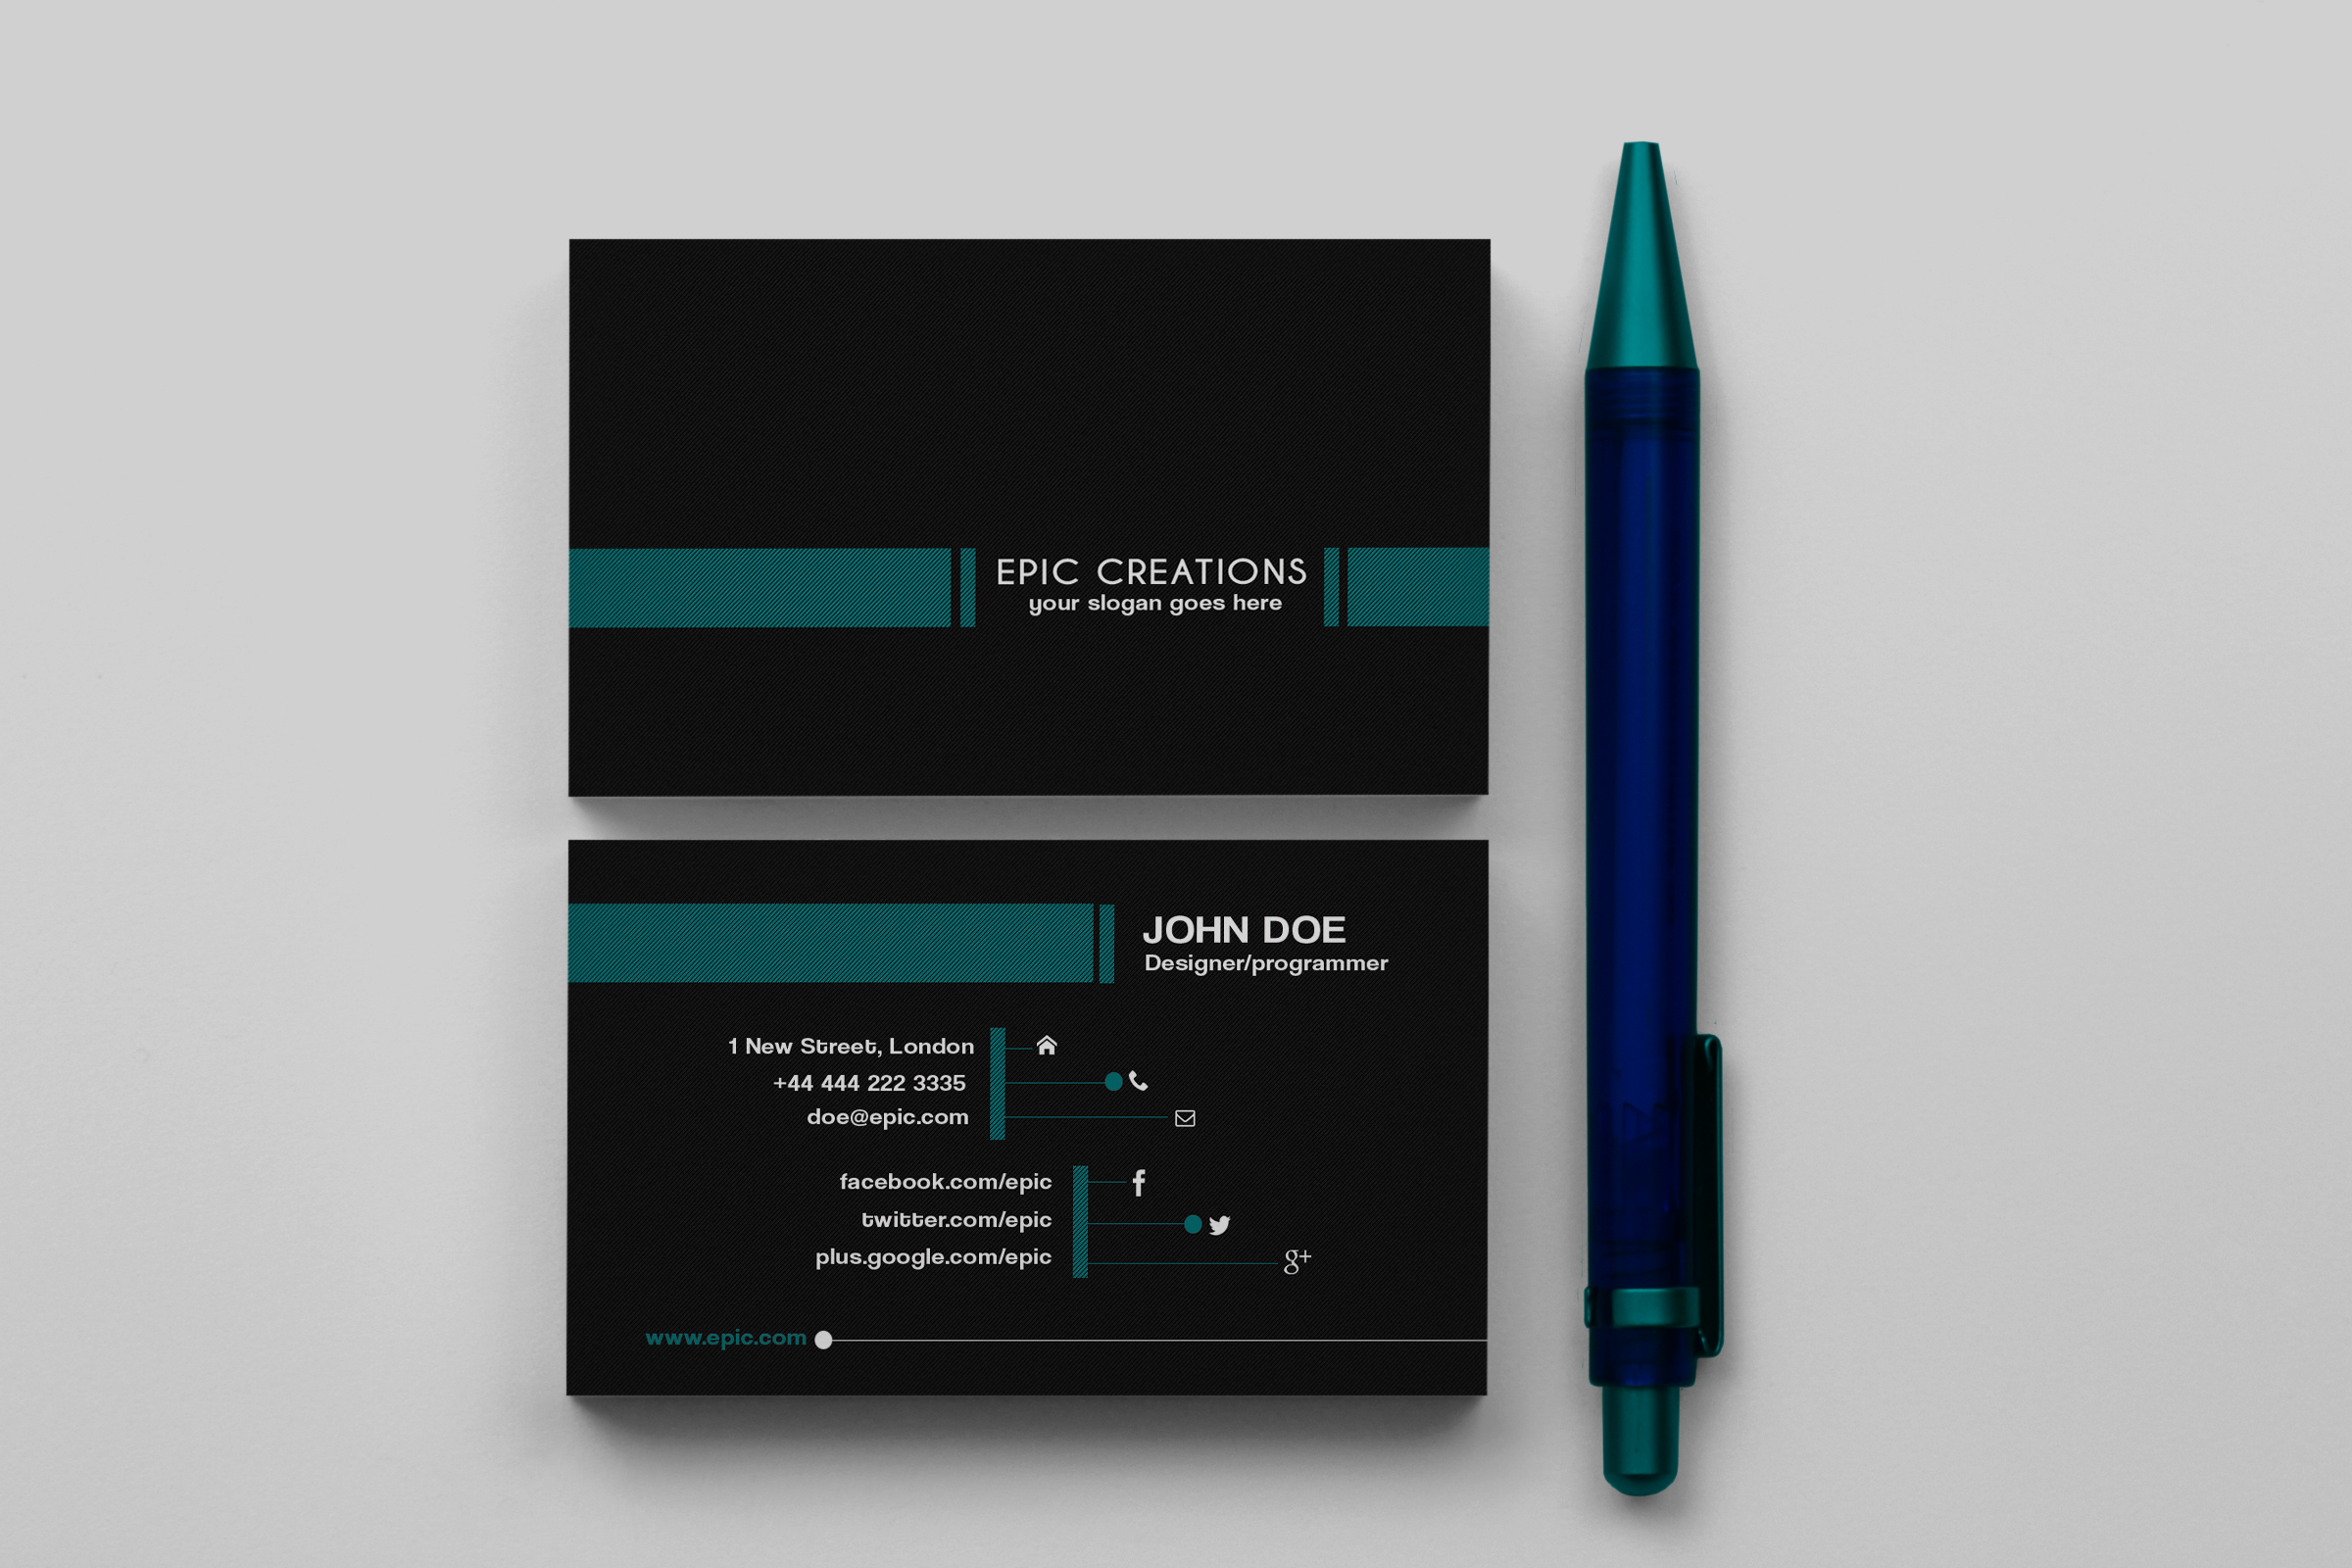 EPIC CREATIONS
your slogan goes here
JOHN DOE
Designer/programmer
1 New Street, London
+44 444 222 3335
doe@epic.com
facebook.com/epic
twitter.com/epic
plus.google.com/epic
g+
www.epic.com